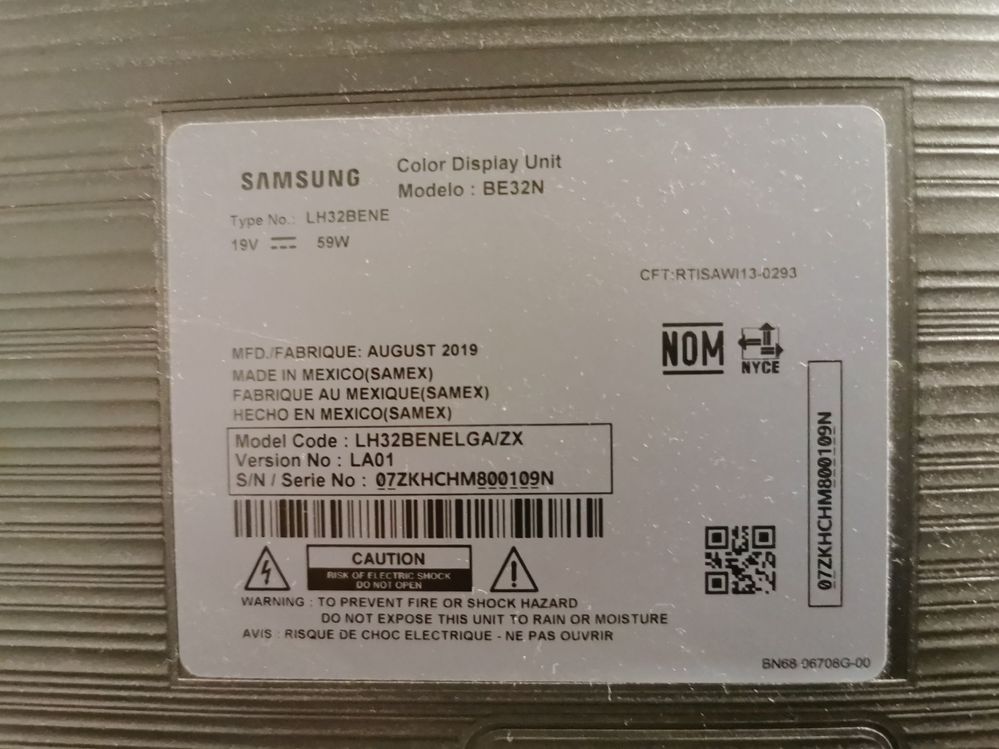 SAMSUNG
Color Display Unit
Modelo : BE32N
Type No.: LH32BENE
19V 59W
CFT:RTISAWI13-0293
NOM
NYCE
MFD./FABRIQUE: AUGUST 2019
MADE IN MEXICO(SAMEX)
FABRIQUE AU MEXIQUE(SAMEX)
HECHO EN MEXICO(SAMEX)
Model Code : LH32BENELGA/ZX
Version No : LA01
S/N / Serie No : 07ZKHCHM800109N
07ZKHCHM800109N
CAUTION
RISK OF ELECTRIC SHOCK
DO NOT OPEN
WARNING : TO PREVENT FIRE OR SHOCK HAZARD
DO NOT EXPOSE THIS UNIT TO RAIN OR MOISTURE
AVIS : RISQUE DE CHOC ELECTRIQUE - NE PAS OUVRIR
BN68-96708G-00